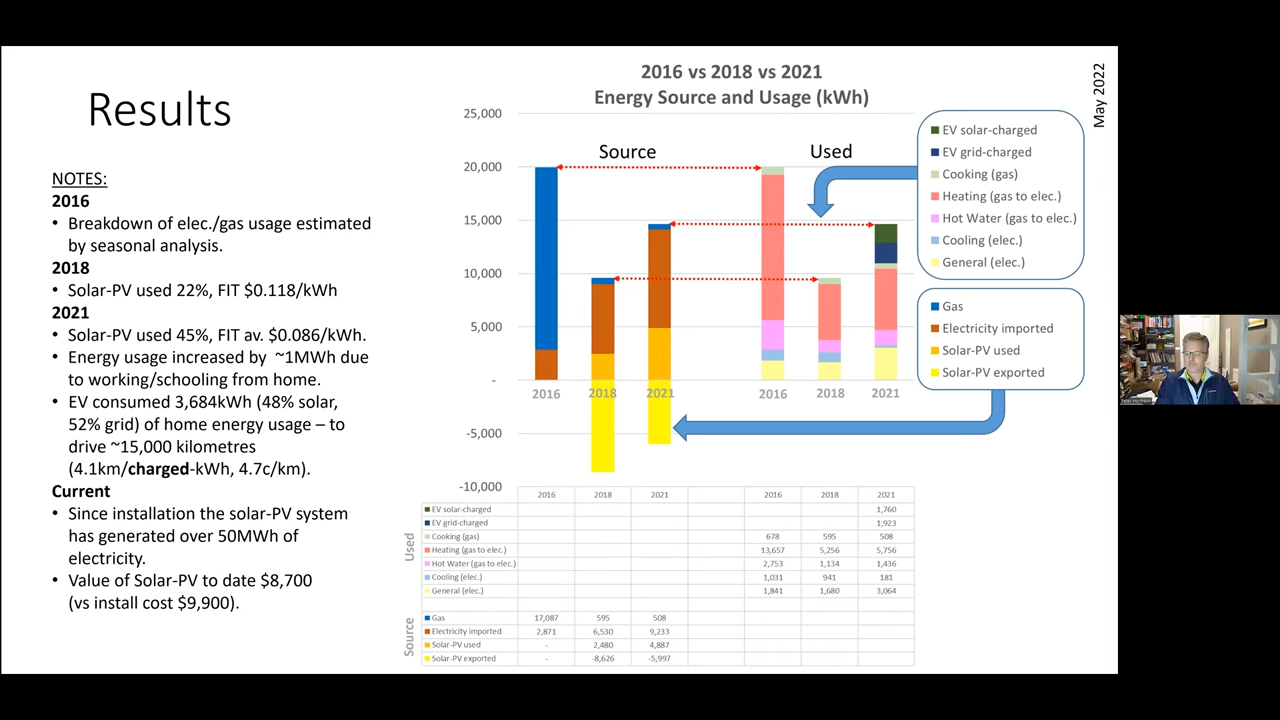 Results
NOTES:
2016
• Breakdown of elec./gas usage estimated
by seasonal analysis.
2018
• Solar-PV used 22%, FIT $0.118/kWh
2021
• Solar-PV used 45%, FIT av. $0.086/kWh.
• Energy usage increased by ~1MWh due
to working/schooling from home.
• EV consumed 3,684kWh (48% solar,
52% grid) of home energy usage – to
drive ~15,000 kilometres
(4.1km/charged-kWh, 4.7c/km).
Current
• Since installation the solar-PV system
has generated over 50MWh of
electricity.
• Value of Solar-PV to date $8,700
(vs install cost $9,900).
2016 vs 2018 vs 2021
Energy Source and Usage (kWh)
May 2022
25,000
20,000
15,000
10,000
5,000
-
-5,000
-10,000
Source
Used
2016
2018
2021
2016
2018
2021
EV solar-charged
EV grid-charged
Cooking (gas)
Heating (gas to elec.)
Hot Water (gas to elec.)
Cooling (elec.)
General (elec.)
Gas
Electricity imported
Solar-PV used
Solar-PV exported
2016 2018 2021 2016 2018 2021
Used
EV solar-charged 1,760
EV grid-charged 1,923
Cooking (gas) 678 595 508
Heating (gas to elec.) 13,657 5,256 5,756
Hot Water (gas to elec.) 2,753 1,134 1,436
Cooling (elec.) 1,031 941 181
General (elec.) 1,841 1,680 3,064
Source
Gas 17,087 595 508
Electricity imported 2,871 6,530 9,233
Solar-PV used - 2,480 4,887
Solar-PV exported - -8,626 -5,997